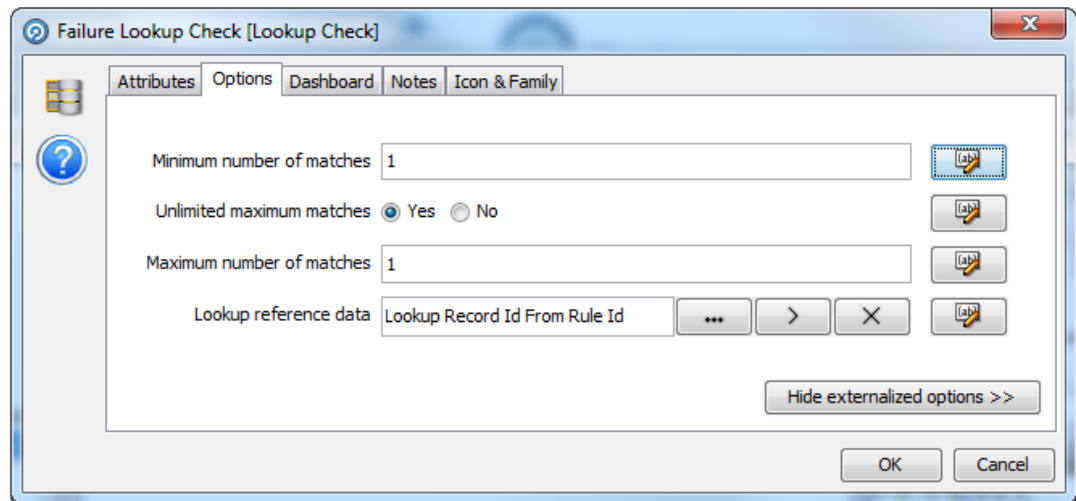 Failure Lookup Check [Lookup Check]
Attributes Options Dashboard Notes Icon & Family
Minimum number of matches 1
Unlimited maximum matches Yes No
Maximum number of matches 1
Lookup reference data Lookup Record Id From Rule Id ... >
Hide externalized options >>
OK Cancel